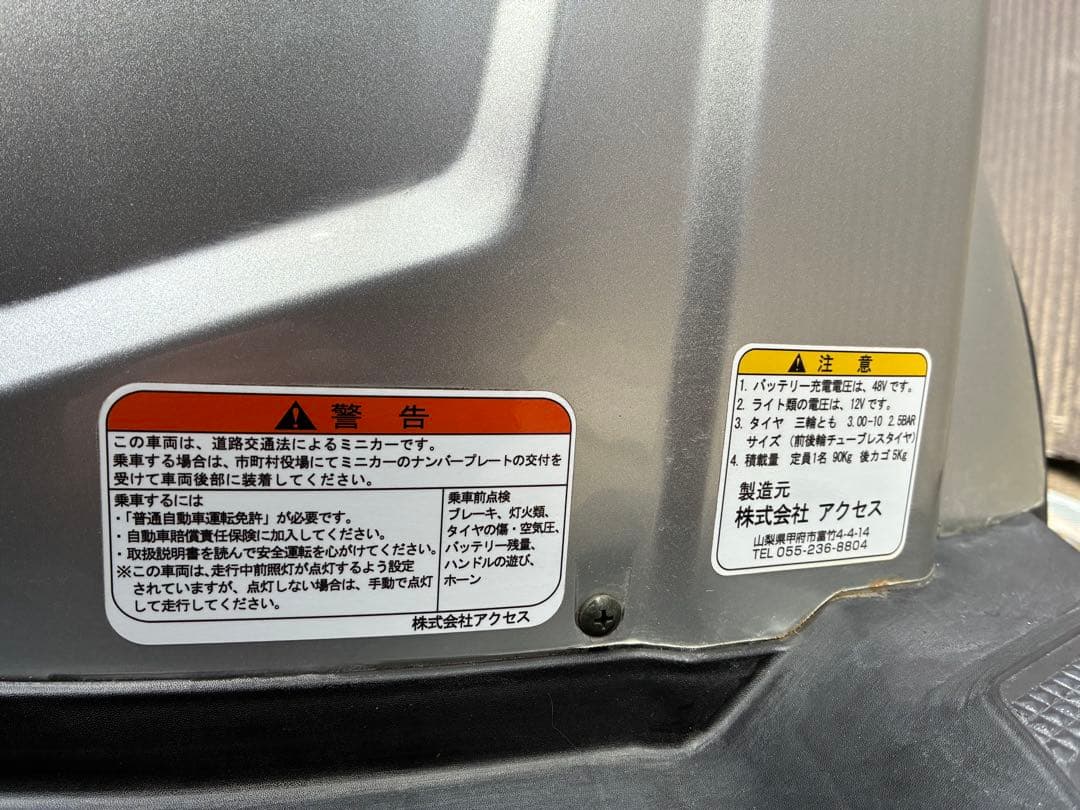 警 告
この車両は、道路交通法によるミニカーです。
乗車する場合は、市町村役場にてミニカーのナンバープレートの交付を
受けて車両後部に装着してください。
乗車するには
・「普通自動車運転免許」が必要です。
・自動車賠償責任保険に加入してください。
・取扱説明書を読んで安全運転を心がけてください。
※この車両は、走行中前照灯が点灯するよう設定
されていますが、点灯しない場合は、手動で点灯
して走行してください。
乗車前点検
ブレーキ、灯火類、
タイヤの傷・空気圧、
バッテリー残量、
ハンドルの遊び、
ホーン
株式会社アクセス
注 意
1. バッテリー充電電圧は、48Vです。
2. ライト類の電圧は、12Vです。
3. タイヤ 三輪とも 3.00-10 2.5BAR
サイズ (前後輪チューブレスタイヤ)
4. 積載量 定員1名 90Kg 後カゴ5Kg
製造元
株式会社 アクセス
山梨県甲府市富竹4-4-14
TEL 055-236-8804